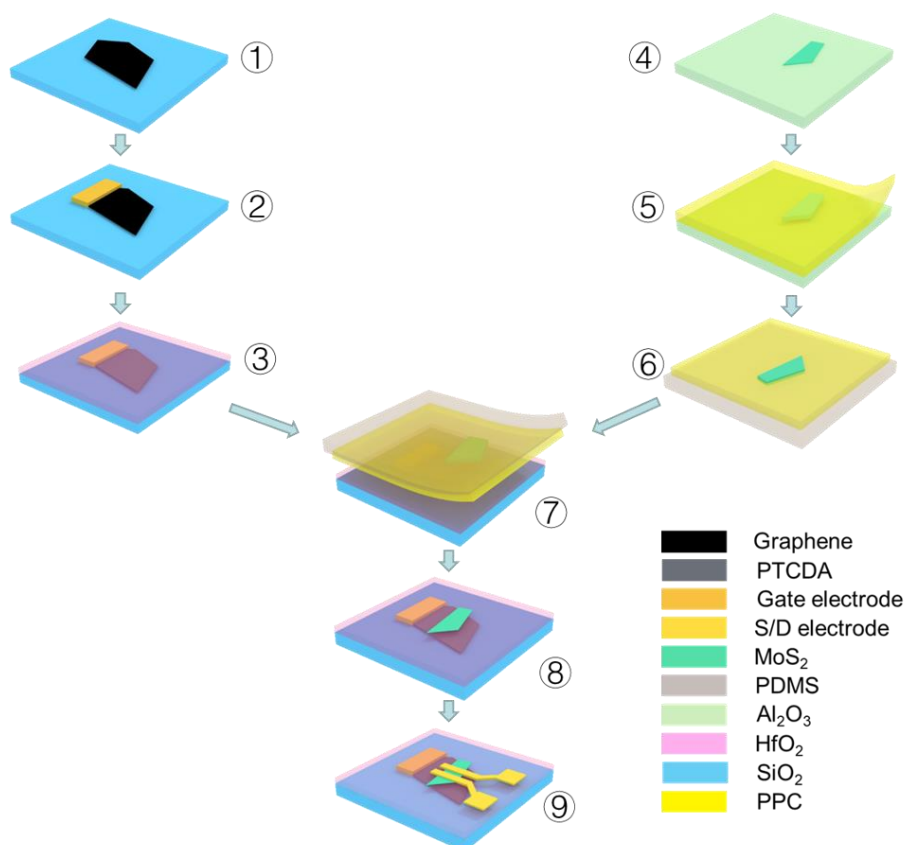 ①
④
②
⑤
③
⑥
⑦
Graphene
PTCDA
Gate electrode
S/D electrode
MoS₂
PDMS
Al₂O₃
HfO₂
SiO₂
PPC
⑧
⑨